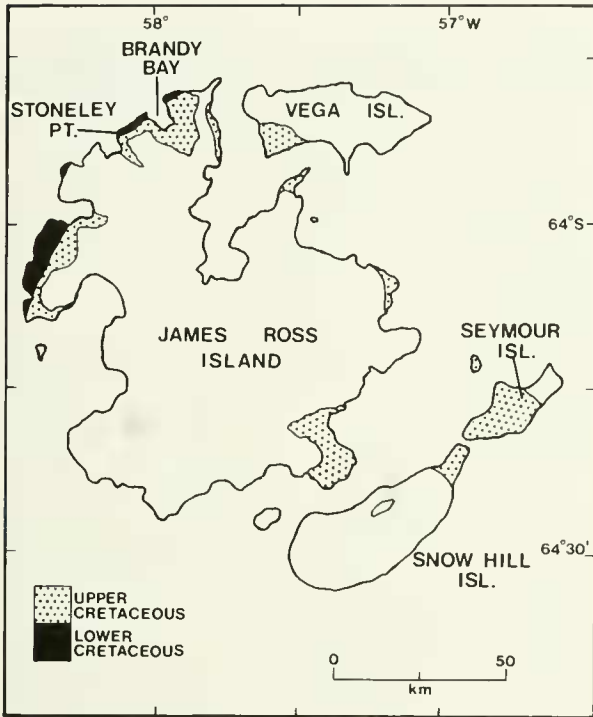 58°
57°W
BRANDY
BAY
STONELEY
PT.
VEGA ISL.
64°S
JAMES ROSS
ISLAND
SEYMOUR
ISL.
64°30'
SNOW HILL
ISL.
UPPER
CRETACEOUS
LOWER
CRETACEOUS
0 50
km